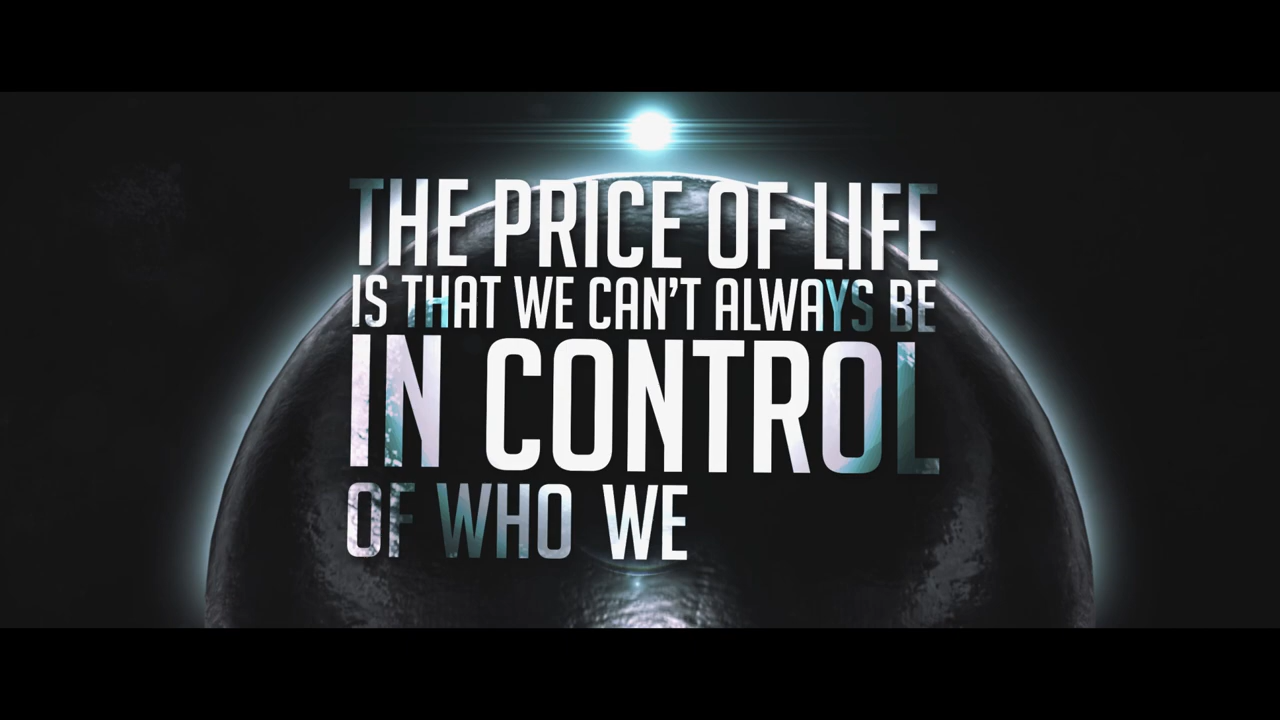 THE PRICE OF LIFE
IS THAT WE CAN'T ALWAYS BE
IN CONTROL
OF WHO WE